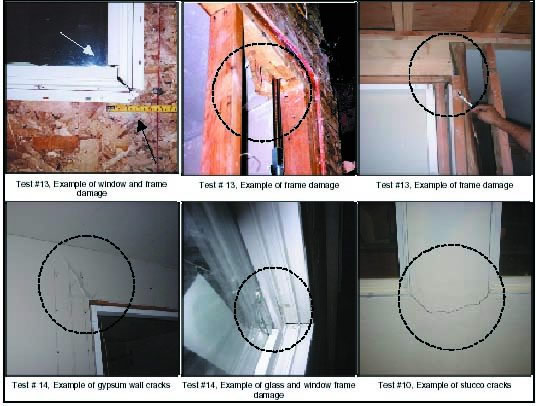 Test #13, Example of window and frame
damage
Test # 13, Example of frame damage
Test #13, Example of frame damage
Test # 14, Example of gypsum wall cracks
Test #14, Example of glass and window frame
damage
Test #10, Example of stucco cracks